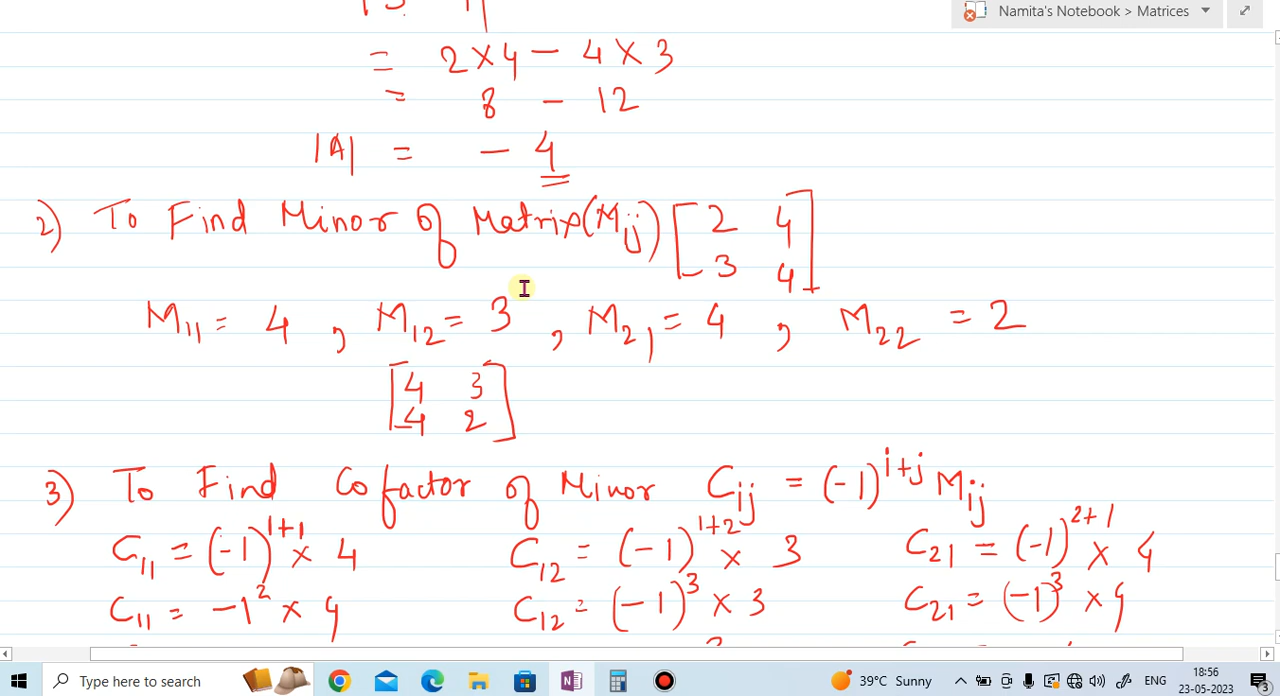 Namita's Notebook > Matrices
= 2 × 4 − 4 × 3
= 8 − 12
|A| = − 4
2) To Find Minor of Matrix (Mij) [2 4
3 4]
M11 = 4 , M12 = 3 , M21 = 4 , M22 = 2
[4 3
4 2]
3) To Find Cofactor of Minor Cij = (-1)^i+j Mij
C11 = (-1)^1+1 × 4 C12 = (-1)^1+2 × 3 C21 = (-1)^2+1 × 4
C11 = -1^2 × 4 C12 = (-1)^3 × 3 C21 = (-1)^3 × 4
Type here to search
39°C Sunny
ENG
18:56
23-05-2023
3